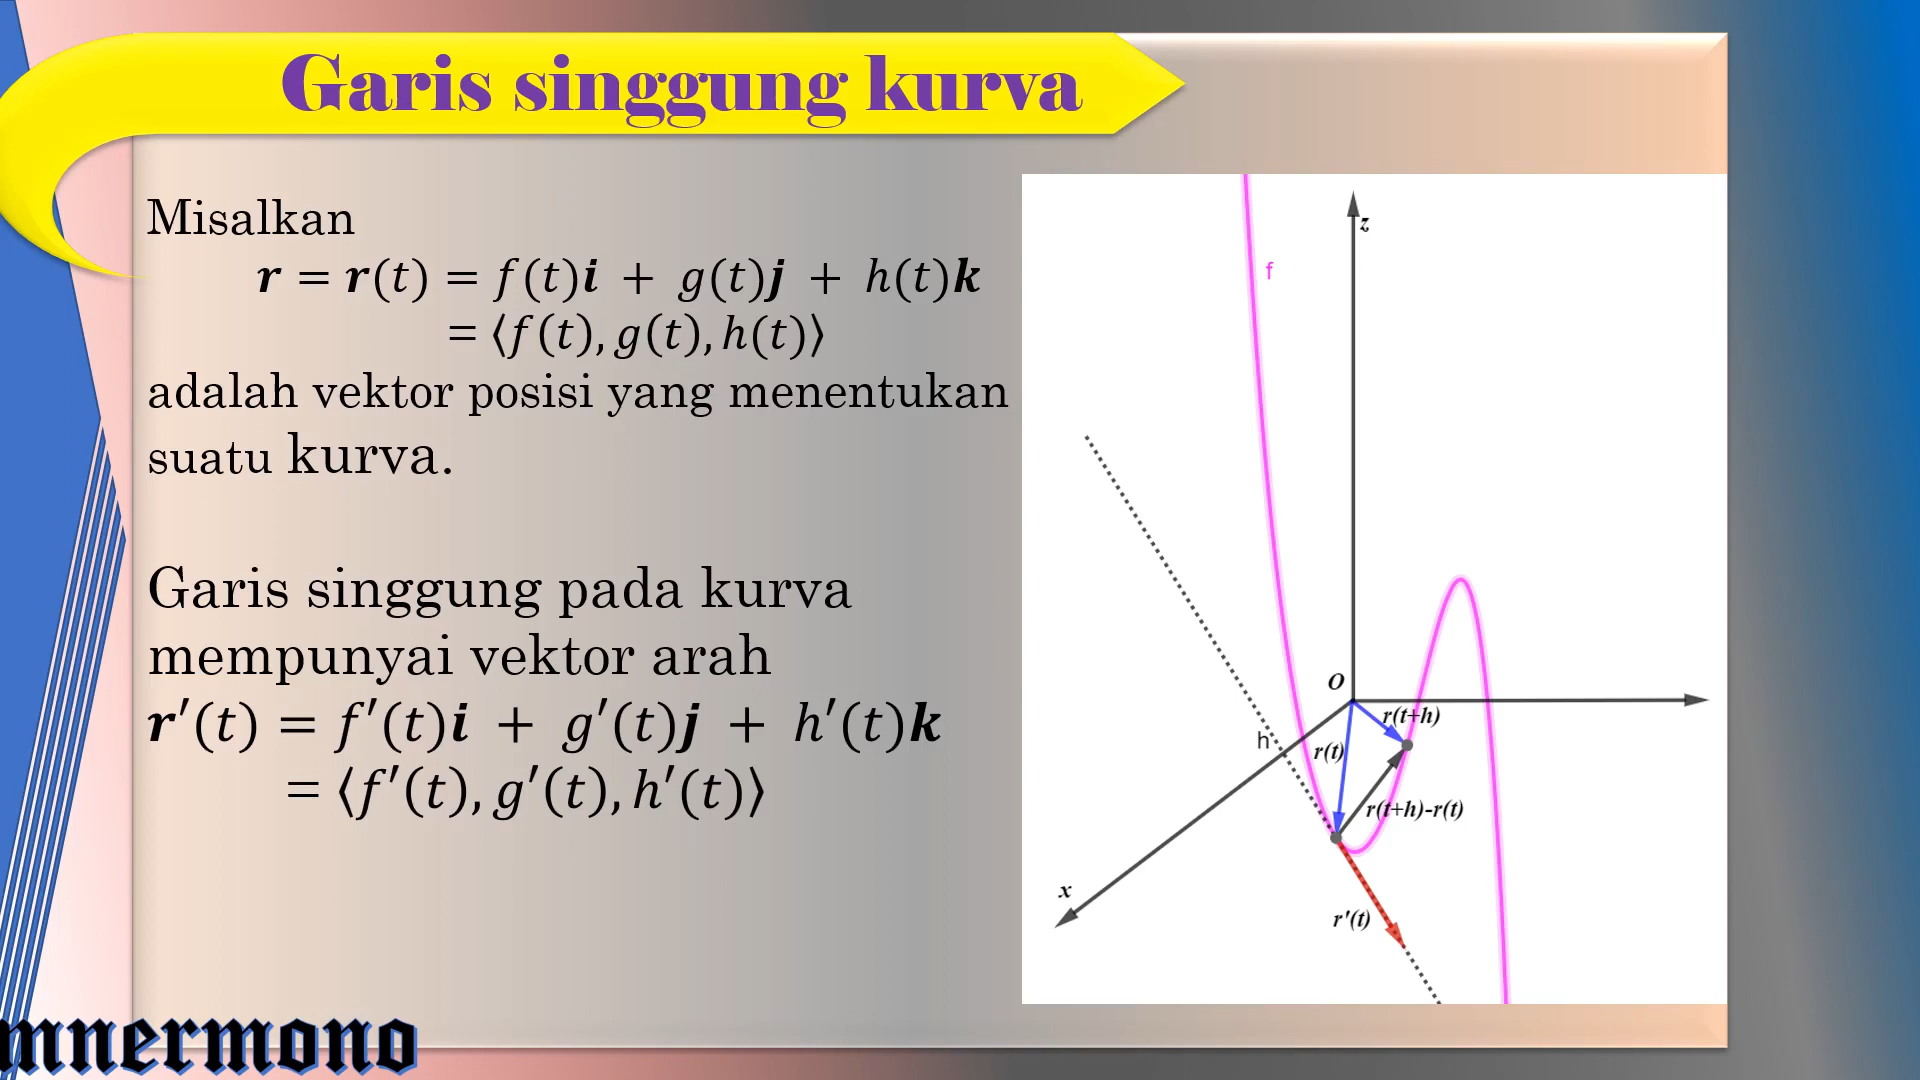 Garis singgung kurva
Misalkan
r = r(t) = f(t)i + g(t)j + h(t)k
= ⟨f(t), g(t), h(t)⟩
adalah vektor posisi yang menentukan
suatu kurva.
Garis singgung pada kurva
mempunyai vektor arah
r′(t) = f′(t)i + g′(t)j + h′(t)k
= ⟨f′(t), g′(t), h′(t)⟩
z
f
O
r(t+h)
h
r(t)
r(t+h)-r(t)
x
r'(t)
mnermono